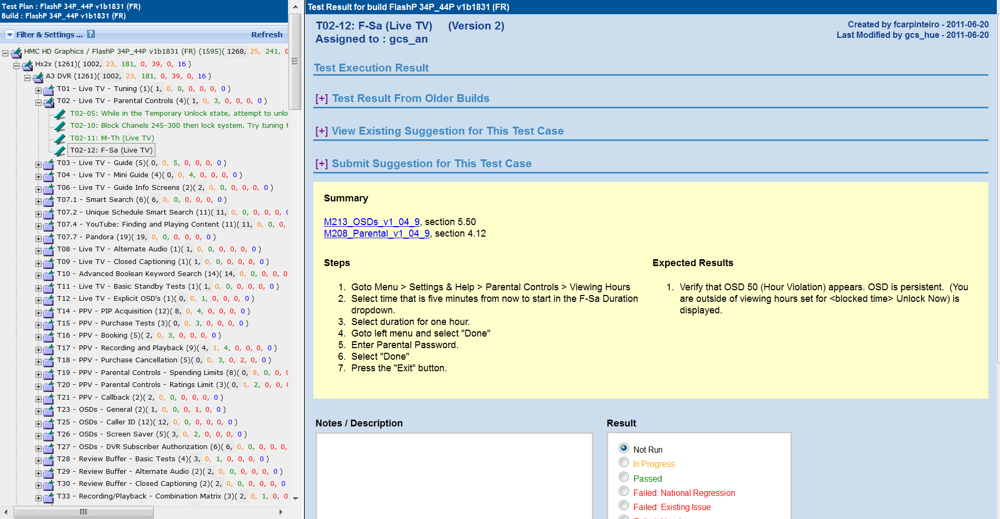 Test Plan : FlashP 34P_44P v1b1831 (FR)
Build : FlashP 34P_44P v1b1831 (FR)
Filter & Settings ... ? Refresh
HMC HD Graphics / FlashP 34P_44P v1b1831 (FR) (1595)( 1268, 25, 241, 0
Hx2x (1261)( 1002, 23, 181, 0, 39, 0, 16 )
A3 DVR (1261)( 1002, 23, 181, 0, 39, 0, 16 )
T01 - Live TV - Tuning (1)( 1, 0, 0, 0, 0, 0, 0 )
T02 - Live TV - Parental Controls (4)( 1, 0, 3, 0, 0, 0, 0 )
T02-05: While in the Temporary Unlock state, attempt to unlo
T02-10: Block Chanels 245-300 then lock system. Try tuning t
T02-11: M-Th (Live TV)
T02-12: F-Sa (Live TV)
T03 - Live TV - Guide (5)( 0, 0, 5, 0, 0, 0, 0 )
T04 - Live TV - Mini Guide (4)( 0, 0, 4, 0, 0, 0, 0 )
T06 - Live TV - Guide Info Screens (2)( 2, 0, 0, 0, 0, 0, 0 )
T07.1 - Smart Search (6)( 6, 0, 0, 0, 0, 0, 0 )
T07.2 - Unique Schedule Smart Search (11)( 11, 0, 0, 0, 0, 0, 0
T07.4 - YouTube: Finding and Playing Content (11)( 11, 0, 0, 0,
T07.7 - Pandora (19)( 19, 0, 0, 0, 0, 0, 0 )
T08 - Live TV - Alternate Audio (1)( 1, 0, 0, 0, 0, 0, 0 )
T09 - Live TV - Closed Captioning (1)( 1, 0, 0, 0, 0, 0, 0 )
T10 - Advanced Boolean Keyword Search (14)( 14, 0, 0, 0, 0, 0
T11 - Live TV - Basic Standby Tests (1)( 1, 0, 0, 0, 0, 0, 0 )
T12 - Live TV - Explicit OSD's (1)( 0, 0, 1, 0, 0, 0, 0 )
T14 - PPV - PIP Acquisition (12)( 8, 0, 4, 0, 0, 0, 0 )
T15 - PPV - Purchase Tests (3)( 0, 0, 3, 0, 0, 0, 0 )
T16 - PPV - Booking (5)( 2, 0, 3, 0, 0, 0, 0 )
T17 - PPV - Recording and Playback (9)( 4, 1, 4, 0, 0, 0, 0 )
T18 - PPV - Purchase Cancellation (5)( 0, 0, 3, 0, 2, 0, 0 )
T19 - PPV - Parental Controls - Spending Limits (8)( 0, 8, 0, 0, 0
T20 - PPV - Parental Controls - Ratings Limit (3)( 0, 1, 2, 0, 0, 0,
T21 - PPV - Callback (2)( 2, 0, 0, 0, 0, 0, 0 )
T23 - OSDs - General (2)( 1, 0, 0, 0, 1, 0, 0 )
T25 - OSDs - Caller ID (12)( 12, 0, 0, 0, 0, 0, 0 )
T26 - OSDs - Screen Saver (5)( 3, 0, 2, 0, 0, 0, 0 )
T27 - OSDs - DVR Subscriber Authorization (6)( 6, 0, 0, 0, 0, 0,
T28 - Review Buffer - Basic Tests (4)( 3, 0, 1, 0, 0, 0, 0 )
T29 - Review Buffer - Alternate Audio (2)( 2, 0, 0, 0, 0, 0, 0 )
T30 - Review Buffer - Closed Captioning (2)( 2, 0, 0, 0, 0, 0, 0
T33 - Recording/Playback - Combination Matrix (3)( 2, 0, 1, 0, 0
Test Result for build FlashP 34P_44P v1b1831 (FR)
T02-12: F-Sa (Live TV) (Version 2)
Assigned to : gcs_an
Created by fcarpinteiro - 2011-06-20
Last Modified by gcs_hue - 2011-06-20
Test Execution Result
[+] Test Result From Older Builds
[+] View Existing Suggestion for This Test Case
[+] Submit Suggestion for This Test Case
Summary
M213_OSDs_v1_04_9, section 5.50
M208_Parental_v1_04_9, section 4.12
Steps
1. Goto Menu > Settings & Help > Parental Controls > Viewing Hours
2. Select time that is five minutes from now to start in the F-Sa Duration
dropdown.
3. Select duration for one hour.
4. Goto left menu and select "Done"
5. Enter Parental Password.
6. Select "Done"
7. Press the "Exit" button.
Expected Results
1. Verify that OSD 50 (Hour Violation) appears. OSD is persistent. (You
are outside of viewing hours set for <blocked time> Unlock Now) is
displayed.
Notes / Description
Result
Not Run
In Progress
Passed
Failed: National Regression
Failed: Existing Issue